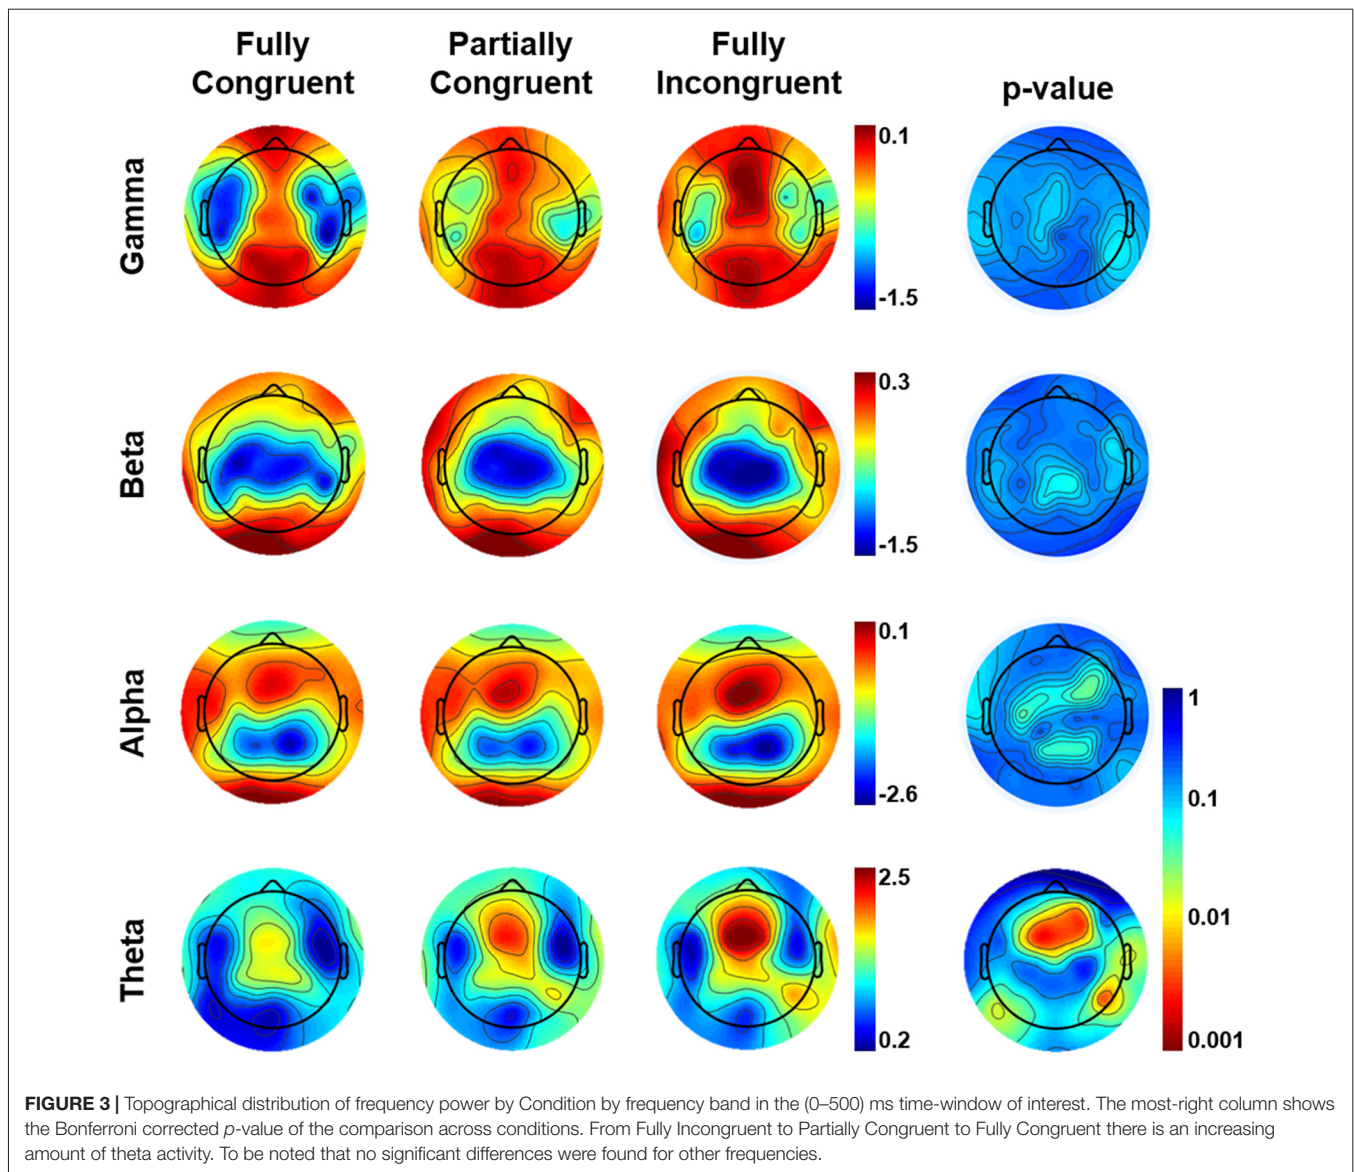 Fully
Congruent
Partially
Congruent
Fully
Incongruent
p-value
Gamma
0.1
-1.5
Beta
0.3
-1.5
Alpha
0.1
-2.6
Theta
2.5
0.2
1
0.1
0.01
0.001
FIGURE 3 | Topographical distribution of frequency power by Condition by frequency band in the (0–500) ms time-window of interest. The most-right column shows
the Bonferroni corrected p-value of the comparison across conditions. From Fully Incongruent to Partially Congruent to Fully Congruent there is an increasing
amount of theta activity. To be noted that no significant differences were found for other frequencies.